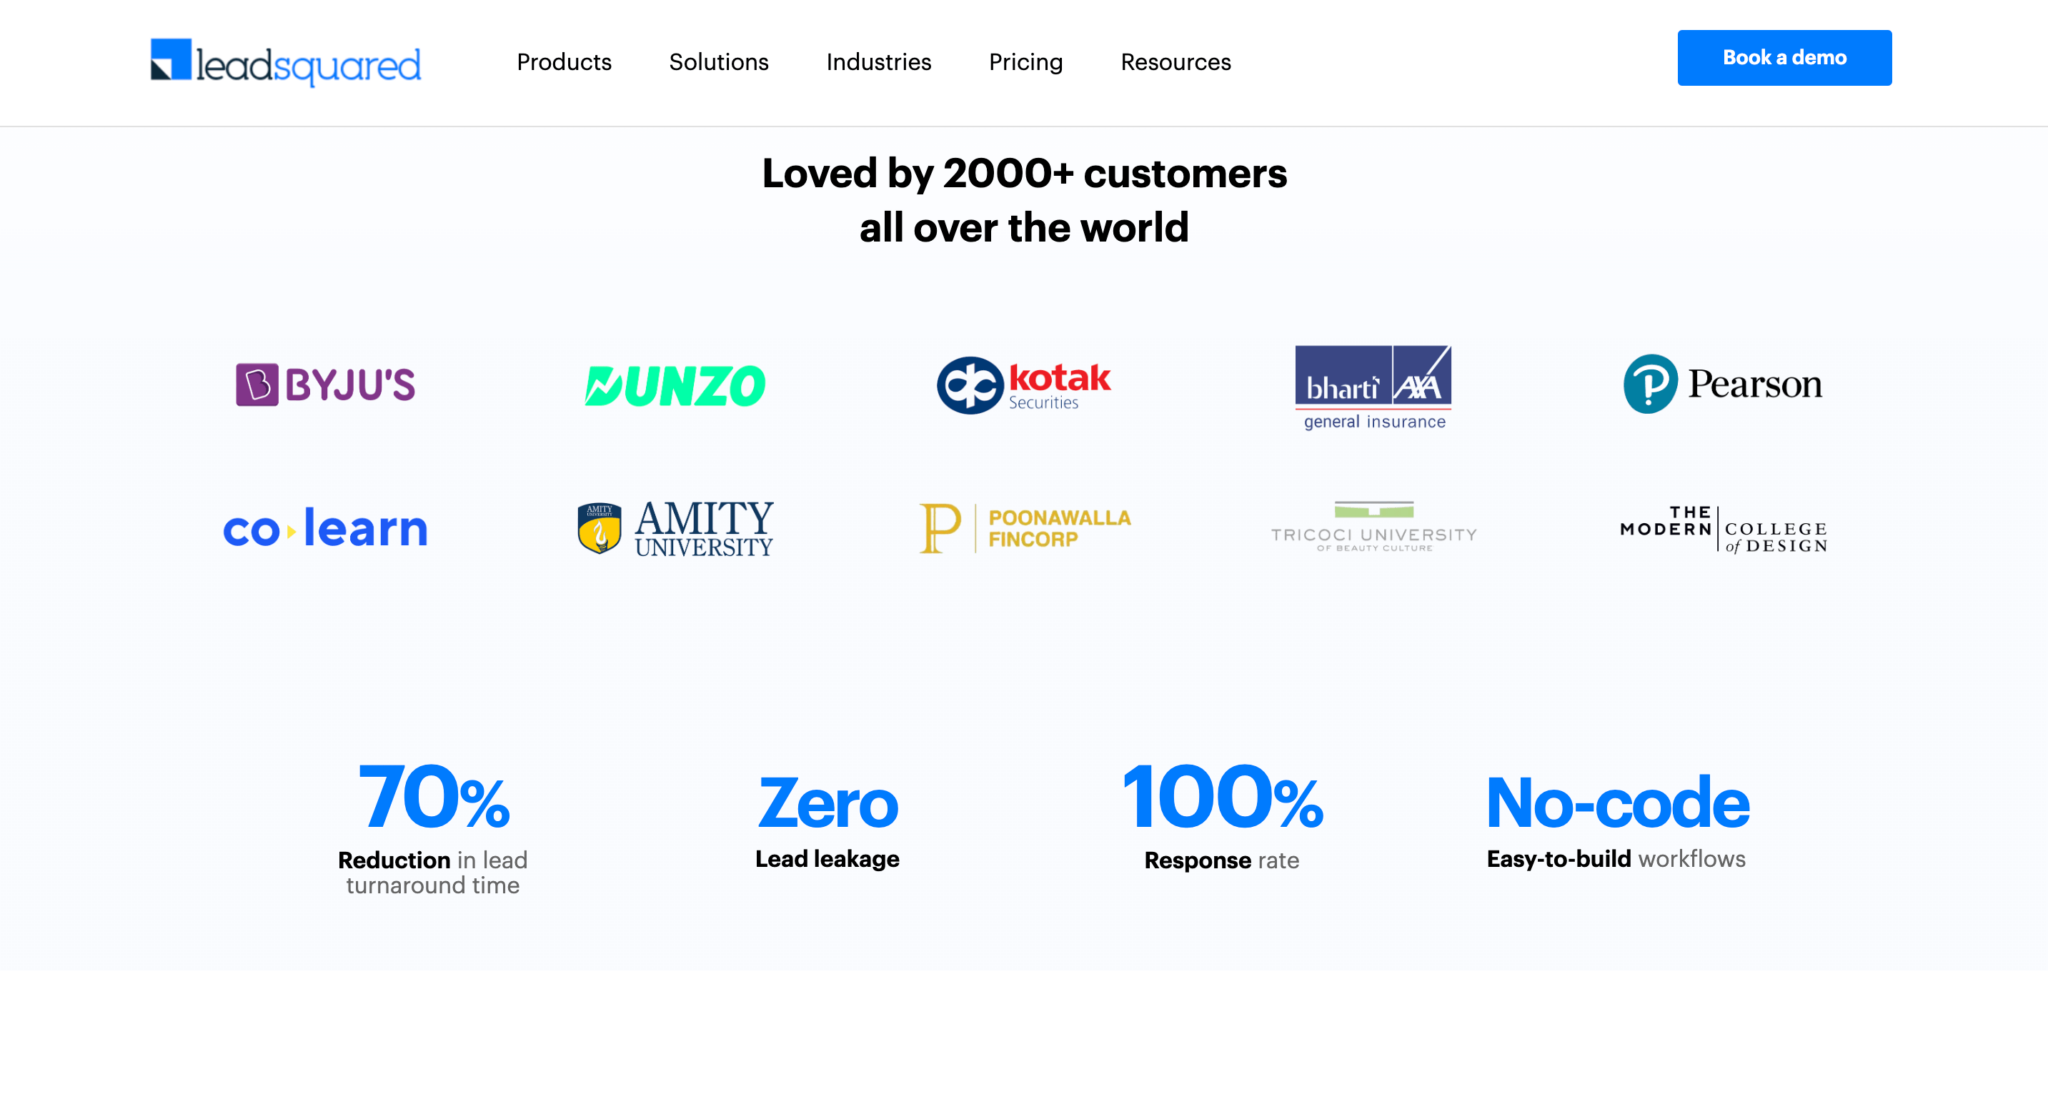 leadsquared
Products
Solutions
Industries
Pricing
Resources
Book a demo
Loved by 2000+ customers
all over the world
BYJU'S
DUNZO
kotak
Securities
bharti AXA
general insurance
Pearson
co learn
AMITY
UNIVERSITY
AMITY
UNIVERSITY
POONAWALLA
FINCORP
TRICOCI UNIVERSITY
OF BEAUTY CULTURE
THE
MODERN
COLLEGE
of DESIGN
70%
Reduction in lead
turnaround time
Zero
Lead leakage
100%
Response rate
No-code
Easy-to-build workflows